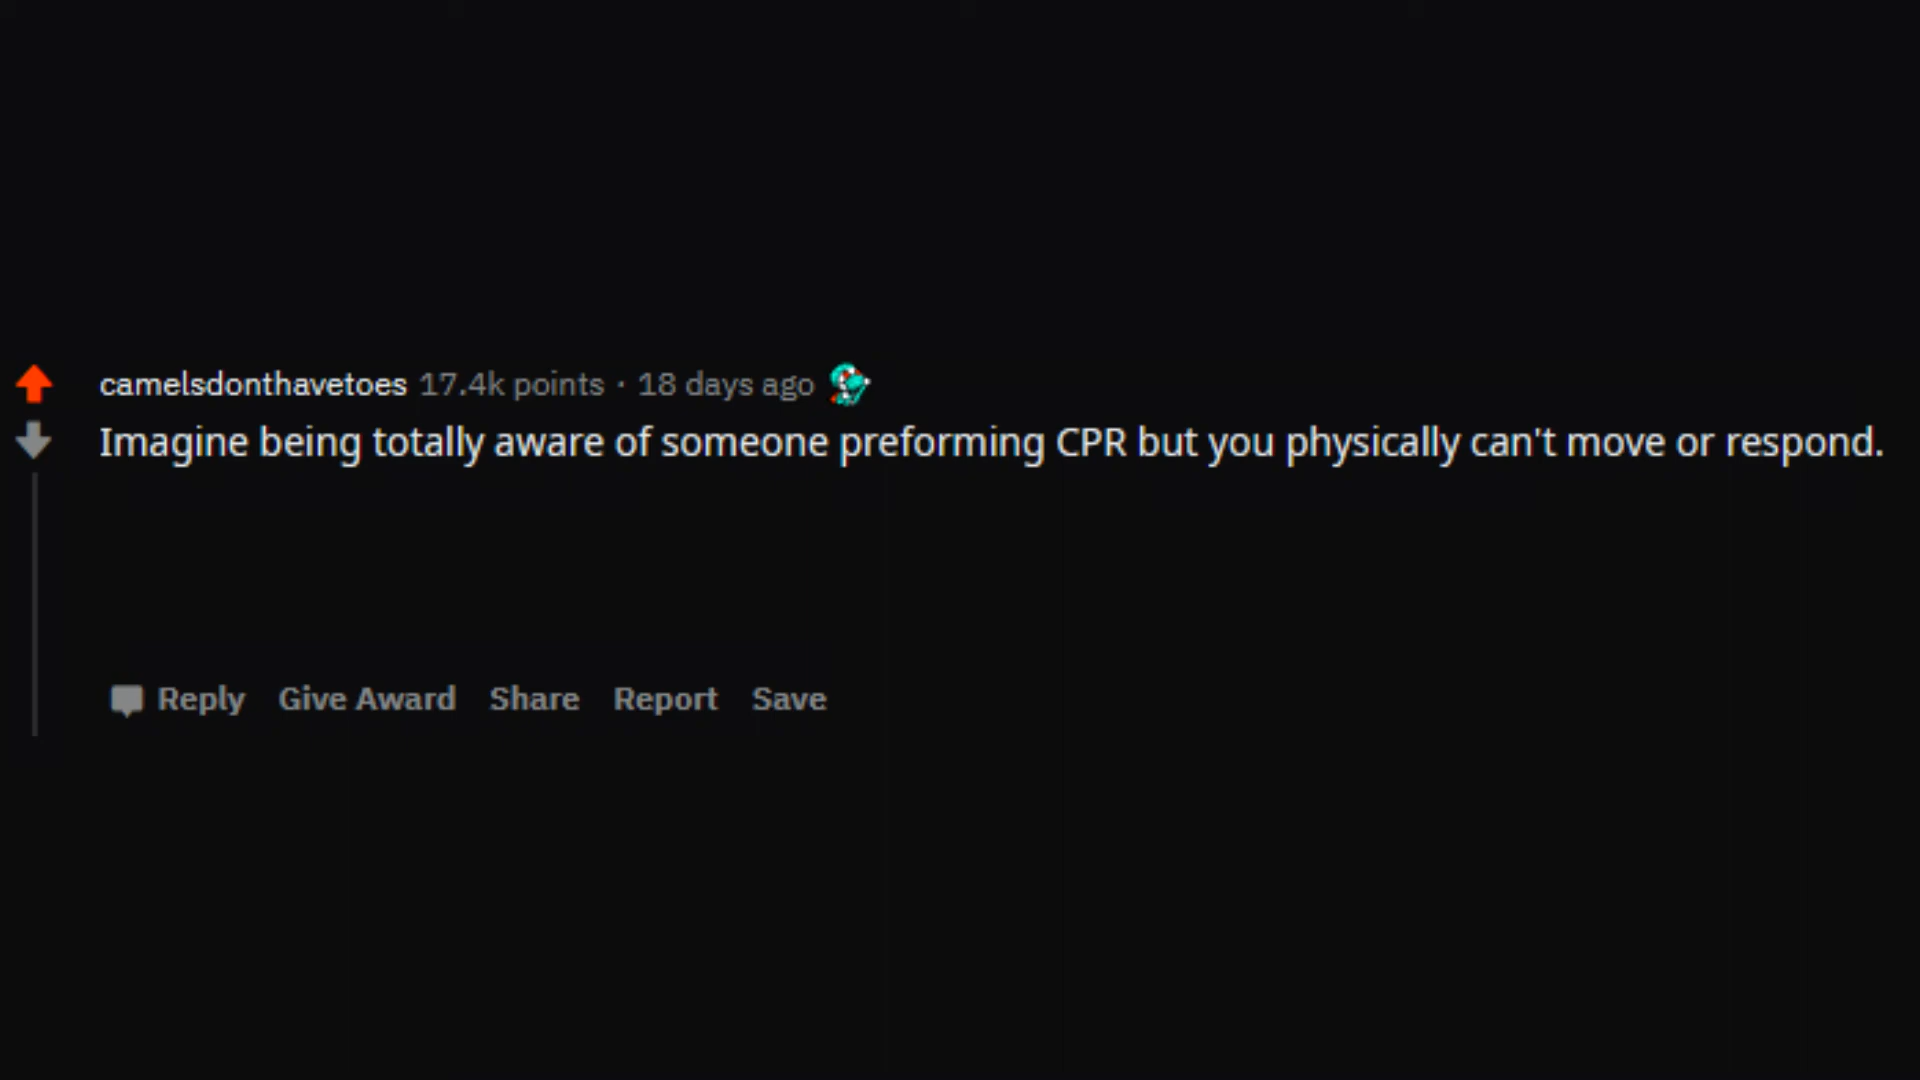 camelsdonthavetoes 17.4k points · 18 days ago
Imagine being totally aware of someone preforming CPR but you physically can't move or respond.
Reply Give Award Share Report Save